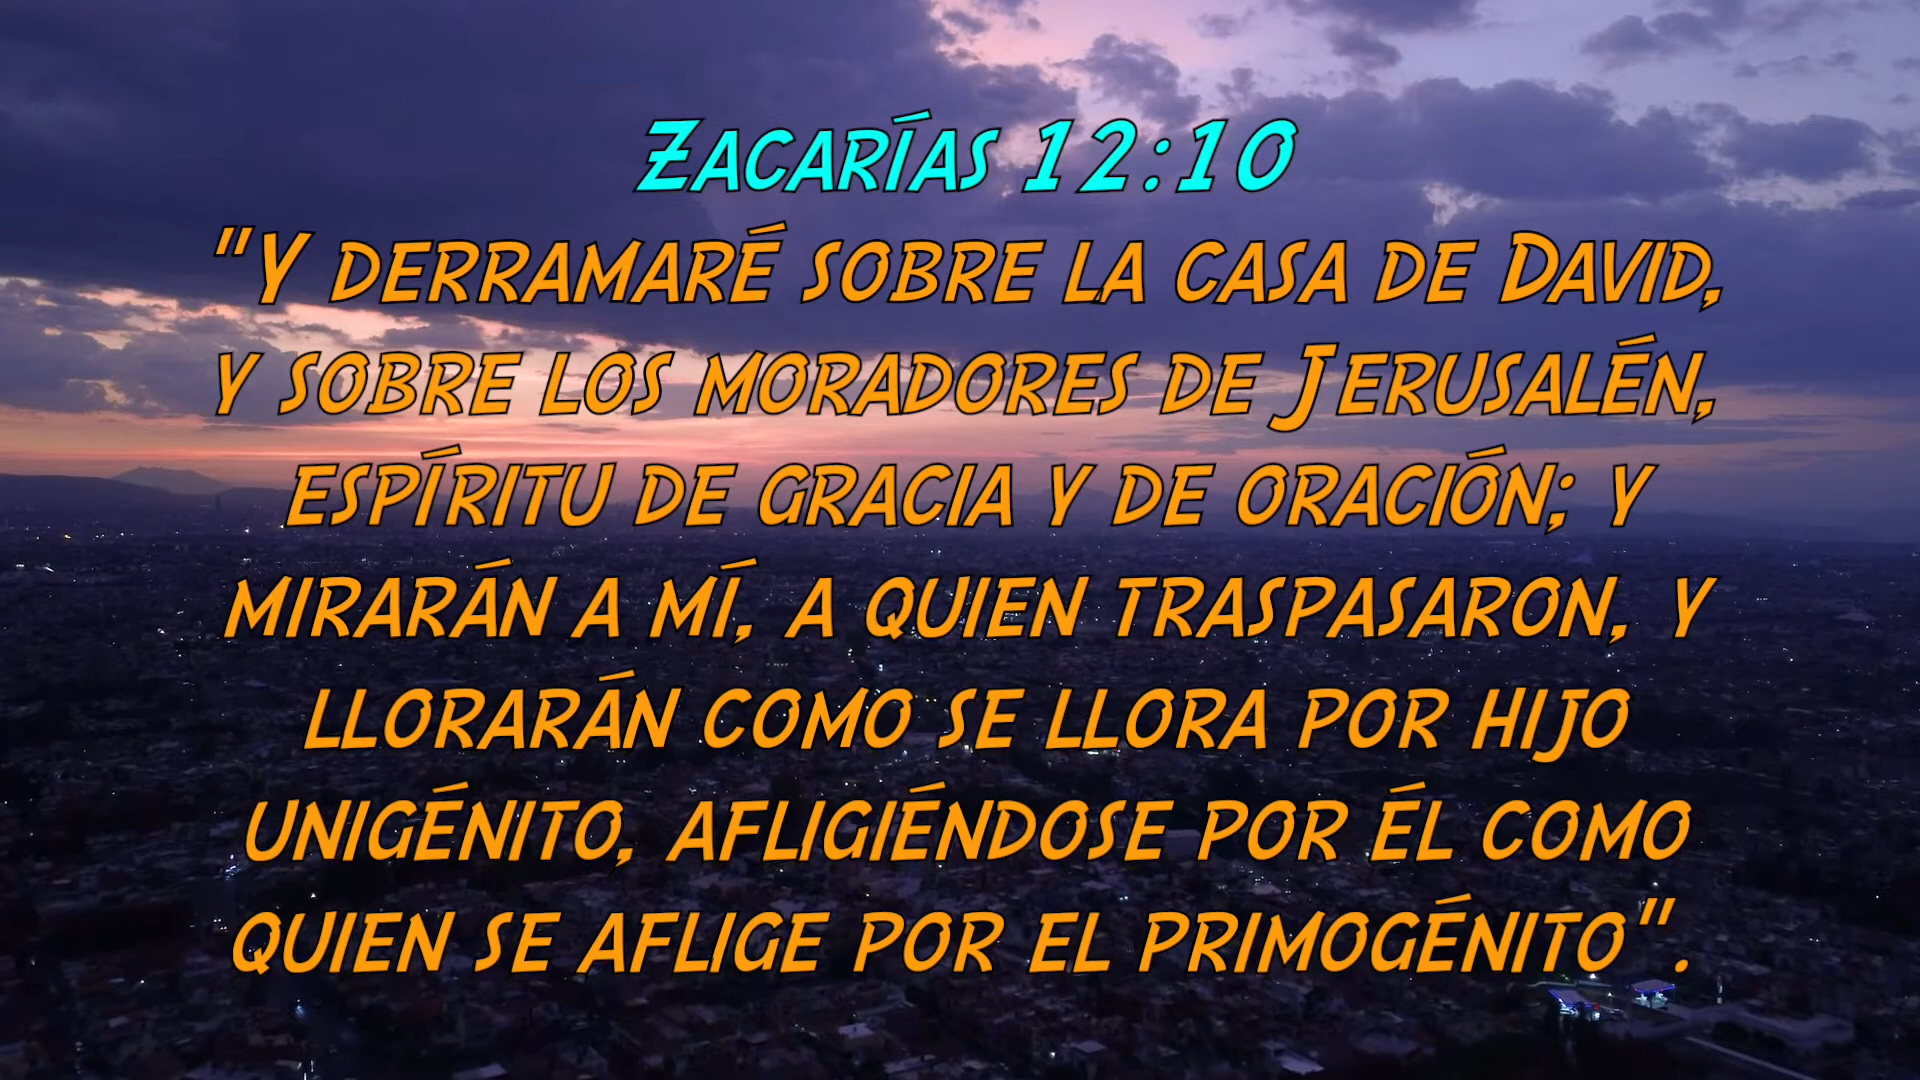 Zacarías 12:10
"Y derramaré sobre la casa de David,
y sobre los moradores de Jerusalén,
espíritu de gracia y de oración; y
mirarán a mí, a quien traspasaron, y
llorarán como se llora por hijo
unigénito, afligiéndose por él como
quien se aflige por el primogénito".